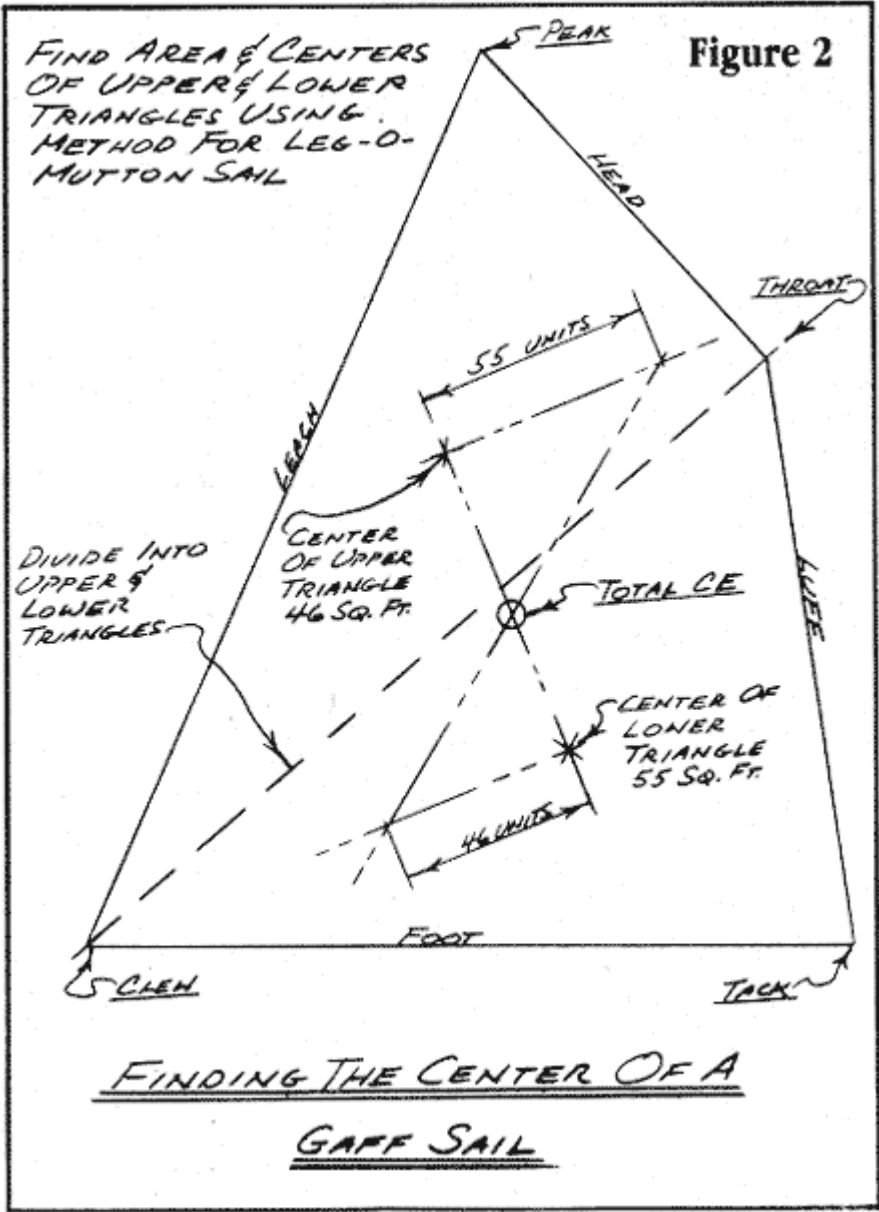 FIND AREA & CENTERS
OF UPPER & LOWER
TRIANGLES USING
METHOD FOR LEG-O-
MUTTON SAIL
Figure 2
PEAK
HEAD
THROAT
55 UNITS
LEECH
CENTER
OF UPPER
TRIANGLE
46 SQ. FT.
DIVIDE INTO
UPPER &
LOWER
TRIANGLES
TOTAL CE
LUFF
CENTER OF
LOWER
TRIANGLE
55 SQ. FT.
46 UNITS
FOOT
CLEW
TACK
FINDING THE CENTER OF A
GAFF SAIL